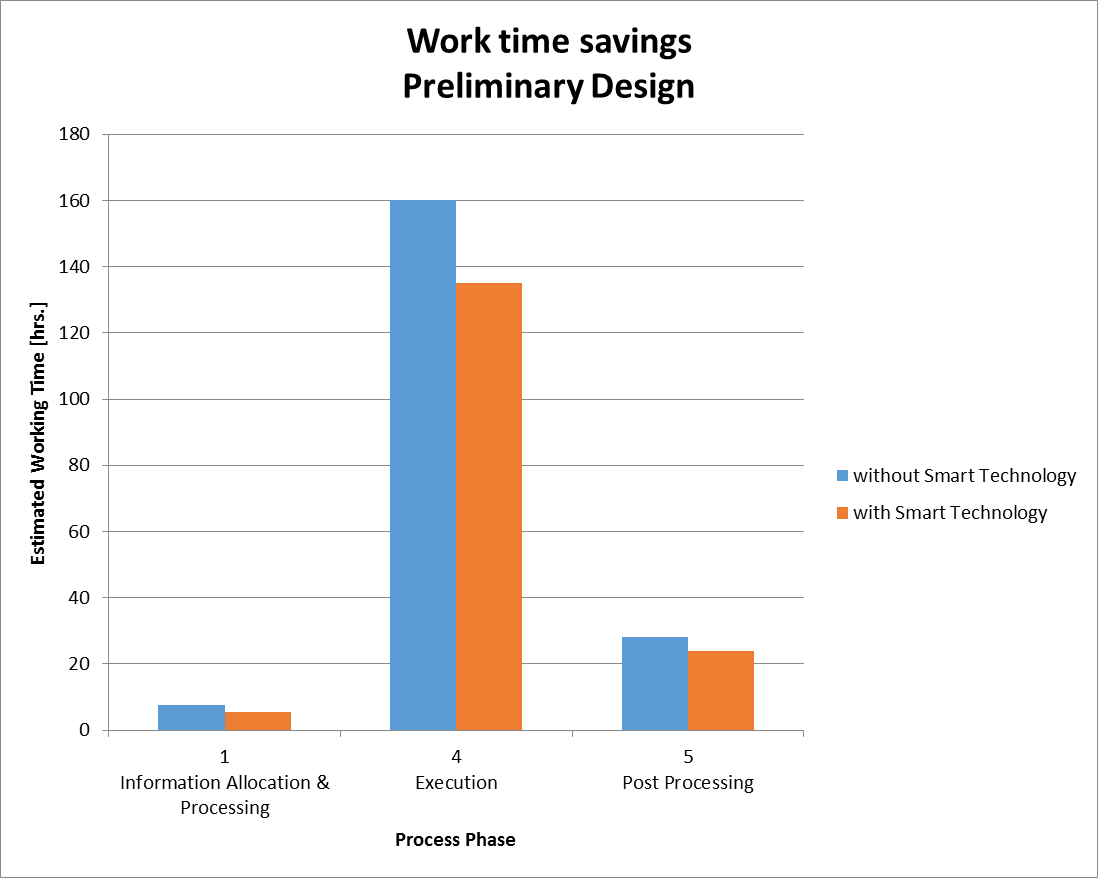 Work time savings
Preliminary Design
180
160
140
120
100
80
60
40
20
0
Estimated Working Time [hrs.]
1
Information Allocation &
Processing
4
Execution
5
Post Processing
Process Phase
without Smart Technology
with Smart Technology